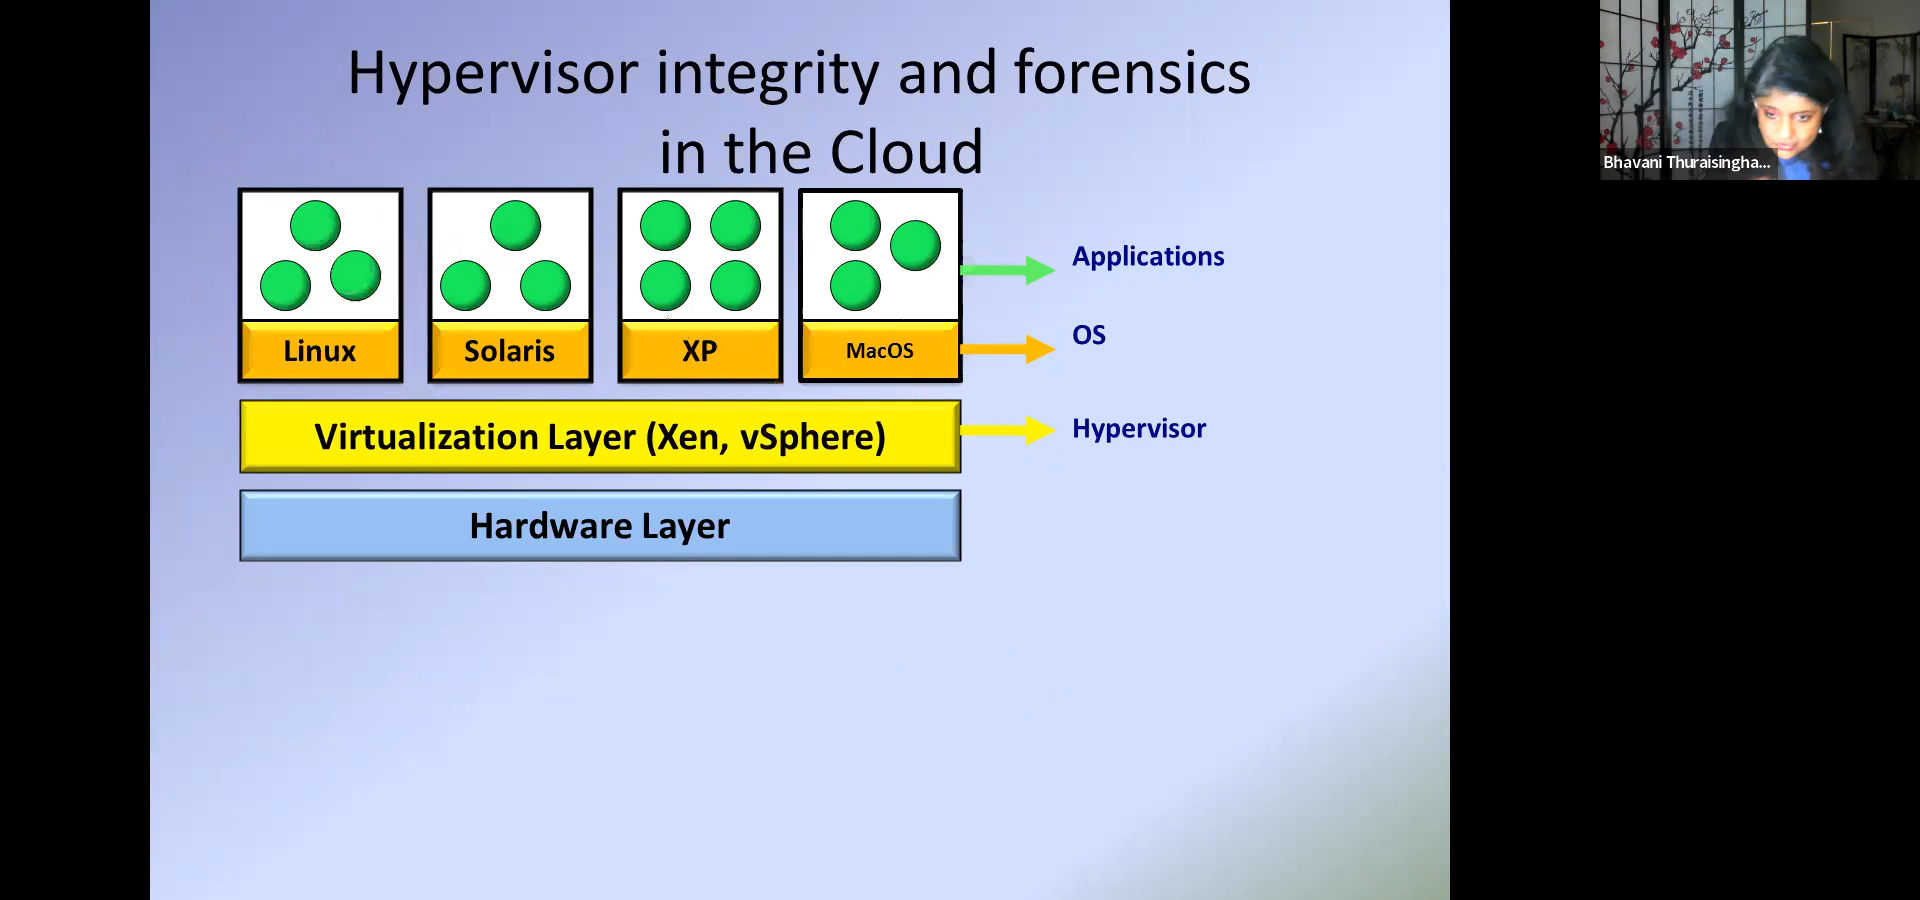 Hypervisor integrity and forensics
in the Cloud
Applications
OS
Linux
Solaris
XP
MacOS
Virtualization Layer (Xen, vSphere)
Hypervisor
Hardware Layer
Bhavani Thuraisingha...